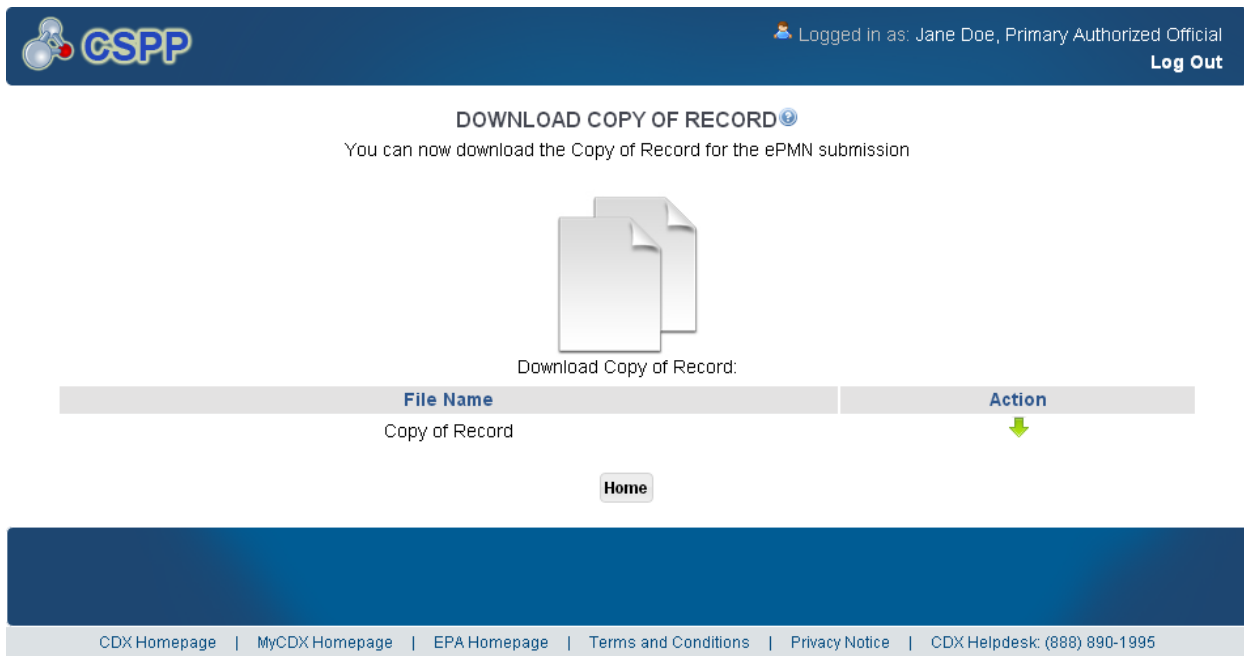 CSPP
Logged in as: Jane Doe, Primary Authorized Official
Log Out
DOWNLOAD COPY OF RECORD
You can now download the Copy of Record for the ePMN submission
Download Copy of Record:
File Name Action
Copy of Record
Home
CDX Homepage | MyCDX Homepage | EPA Homepage | Terms and Conditions | Privacy Notice | CDX Helpdesk: (888) 890-1995